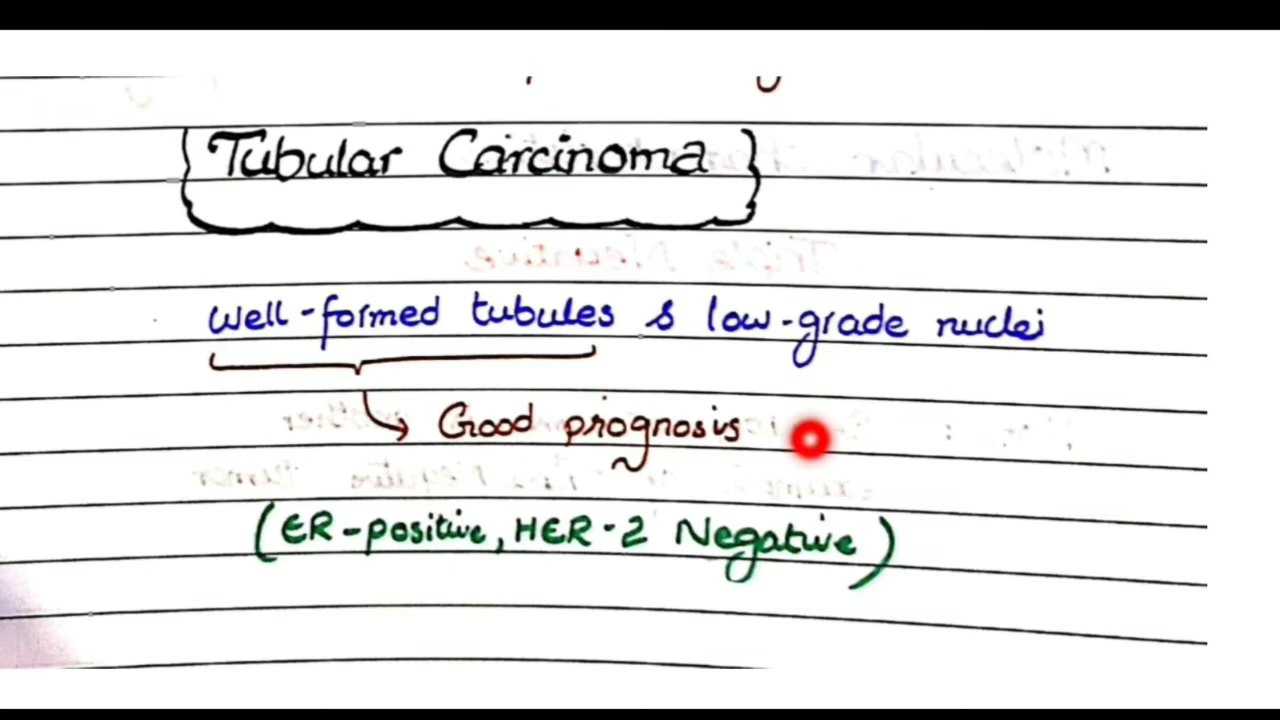 Tubular Carcinoma
well-formed tubules & low-grade nuclei
Good prognosis
(ER-positive, HER-2 Negative)